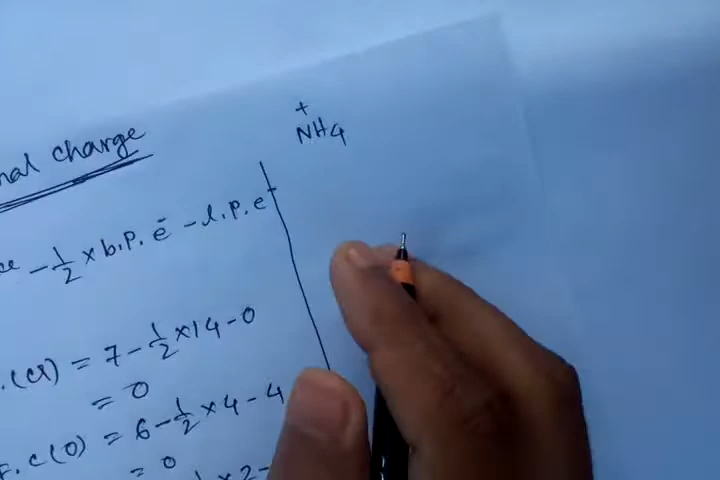 nal charge
+
NH4
- 1/2 × b.P. e⁻ - l.P. e⁻
F.C (Cl) = 7 - 1/2 × 14 - 0
= 0
F.C (O) = 6 - 1/2 × 4 - 4
= 0